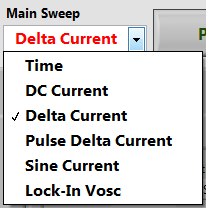 Main Sweep
Delta Current
P
Time
DC Current
✓ Delta Current
Pulse Delta Current
Sine Current
Lock-In Vosc